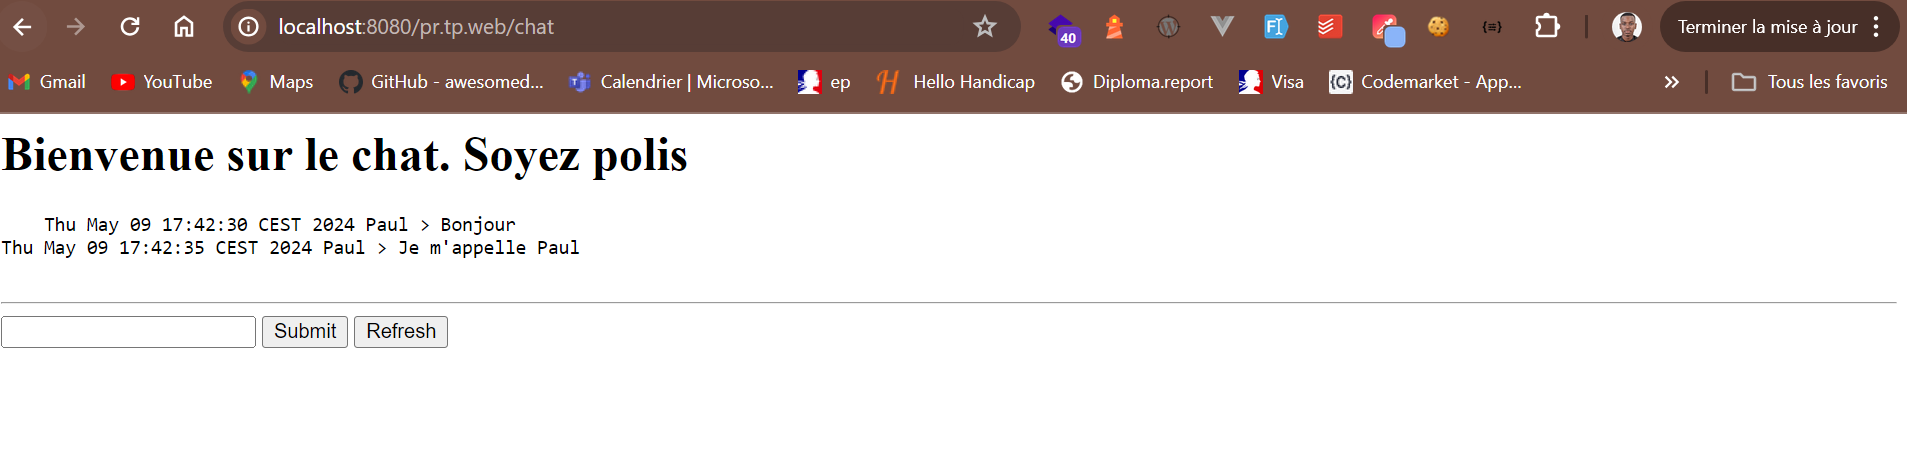 localhost:8080/pr.tp.web/chat
40
Terminer la mise à jour
Gmail
YouTube
Maps
GitHub - awesomed...
Calendrier | Microso...
ep
Hello Handicap
Diploma.report
Visa
{C}
Codemarket - App...
Tous les favoris
Bienvenue sur le chat. Soyez polis
Thu May 09 17:42:30 CEST 2024 Paul > Bonjour
Thu May 09 17:42:35 CEST 2024 Paul > Je m'appelle Paul
Submit
Refresh